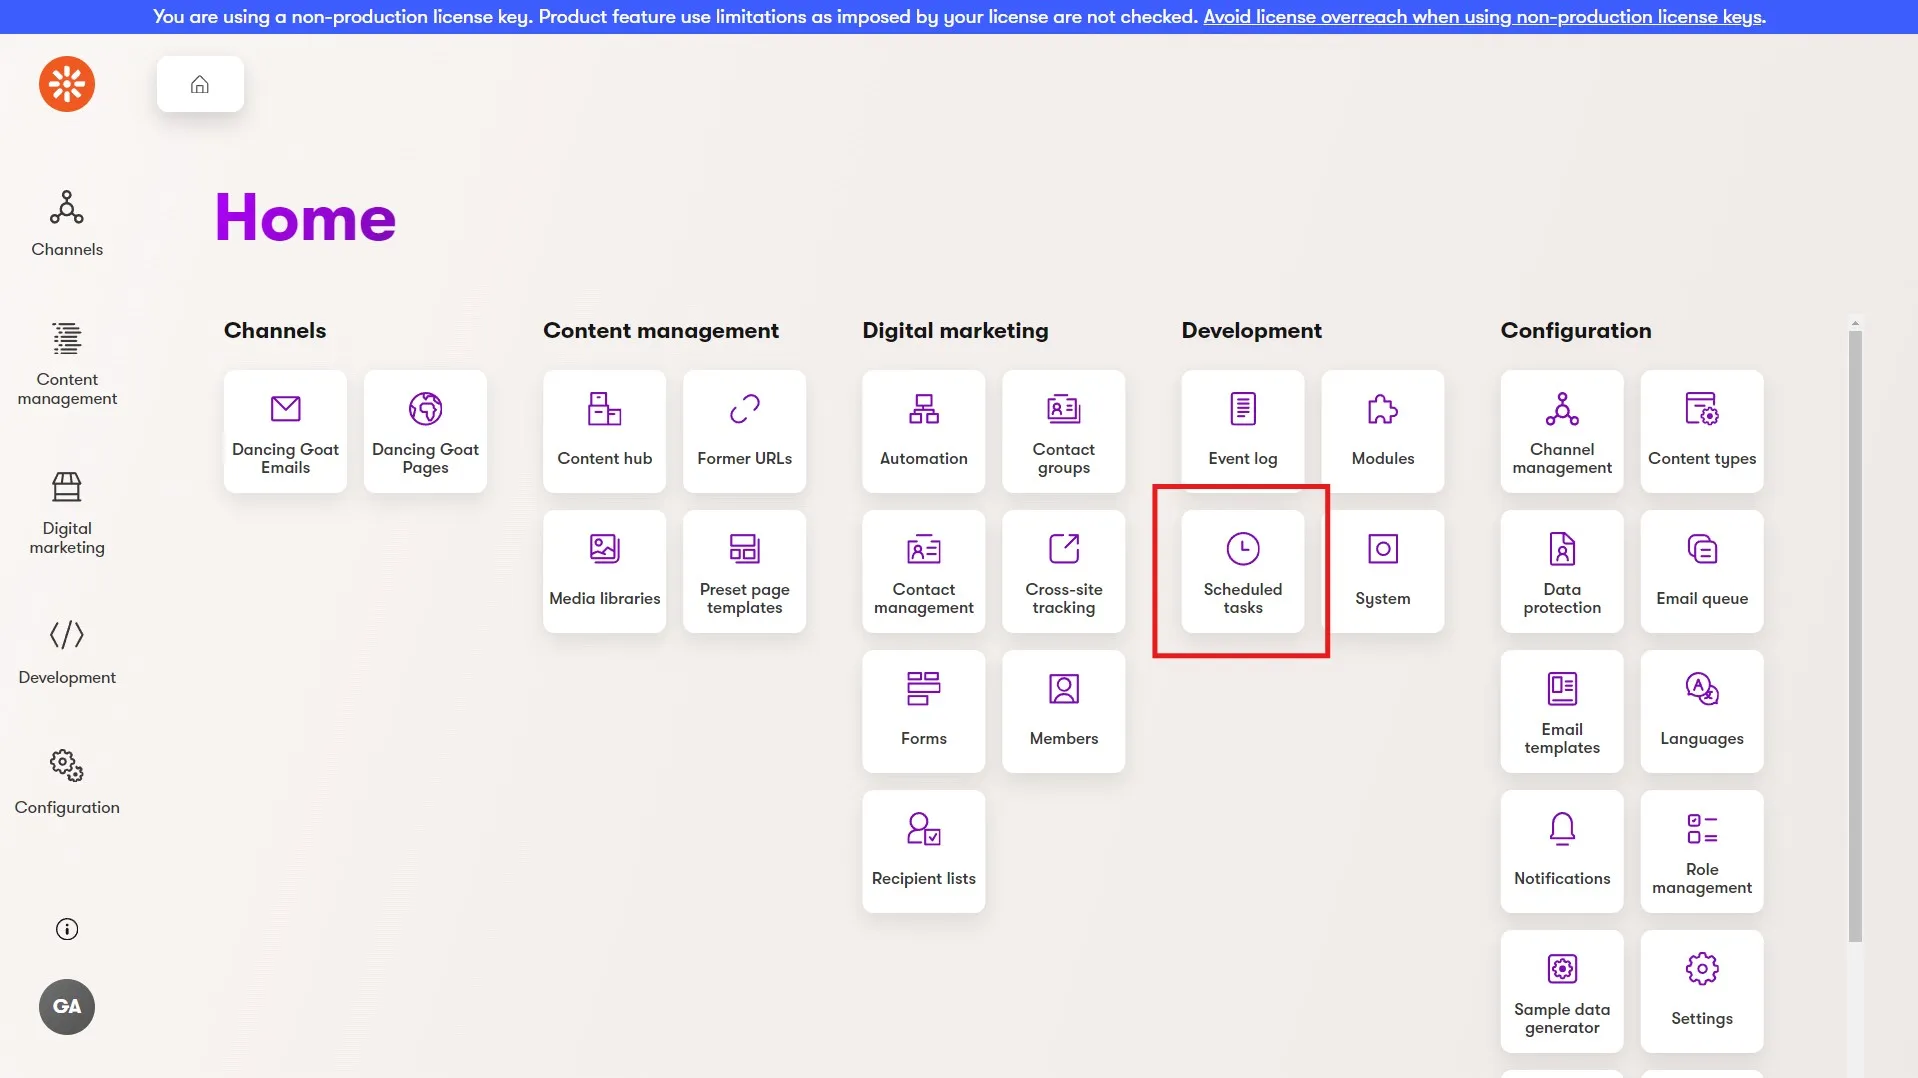 You are using a non-production license key. Product feature use limitations as imposed by your license are not checked. Avoid license overreach when using non-production license keys.
Channels
Content
management
Digital
marketing
Development
Configuration
GA
Home
Channels
Dancing Goat
Emails
Dancing Goat
Pages
Content management
Content hub
Former URLs
Media libraries
Preset page
templates
Digital marketing
Automation
Contact
groups
Contact
management
Cross-site
tracking
Forms
Members
Recipient lists
Development
Event log
Modules
Scheduled
tasks
System
Configuration
Channel
management
Content types
Data
protection
Email queue
Email
templates
Languages
Notifications
Role
management
Sample data
generator
Settings